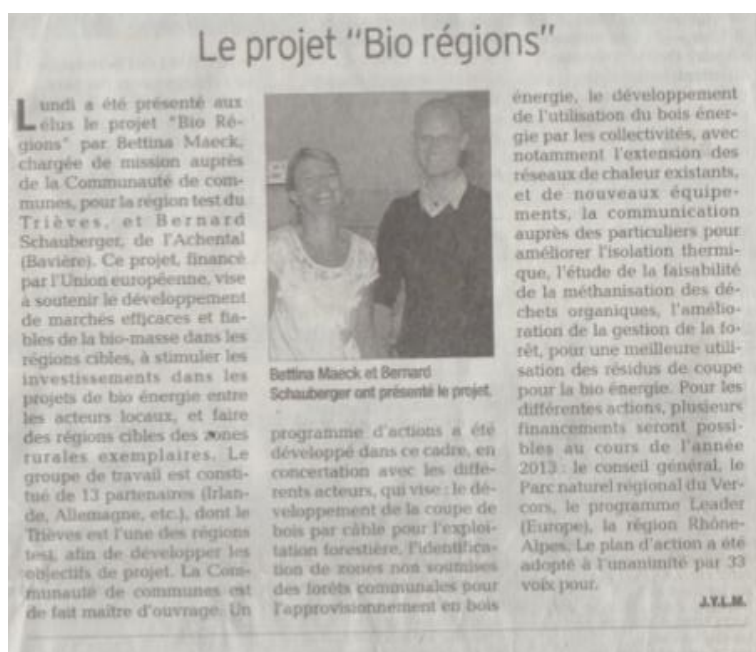 Le projet "Bio régions"
Lundi a été présenté aux
élus le projet "Bio Ré-
gions" par Bettina Maeck,
chargée de mission auprès
de la Communauté de com-
munes, pour la région test du
Trièves, et Bernard
Schauberger, de l'Achental
(Bavière). Ce projet, financé
par l'Union européenne, vise
à soutenir le développement
de marchés efficaces et fia-
bles de la bio-masse dans les
régions cibles, à stimuler les
investissements dans les
projets de bio énergie entre
les acteurs locaux, et faire
des régions cibles des zones
rurales exemplaires. Le
groupe de travail est consti-
tué de 13 partenaires (Irlan-
de, Allemagne, etc.), dont le
Trièves est l'une des régions
test, afin de développer les
objectifs de projet. La Com-
munauté de communes est
de fait maître d'ouvrage. Un
Bettina Maeck et Bernard
Schauberger ont présenté le projet.
programme d'actions a été
développé dans ce cadre, en
concertation avec les diffé-
rents acteurs, qui vise : le dé-
veloppement de la coupe de
bois par câble pour l'exploi-
tation forestière, l'identifica-
tion de zones non soumises
des forêts communales pour
l'approvisionnement en bois
énergie, le développement
de l'utilisation du bois éner-
gie par les collectivités, avec
notamment l'extension des
réseaux de chaleur existants,
et de nouveaux équipe-
ments, la communication
auprès des particuliers pour
améliorer l'isolation thermi-
que, l'étude de la faisabilité
de la méthanisation des dé-
chets organiques, l'amélio-
ration de la gestion de la fo-
rêt, pour une meilleure utili-
sation des résidus de coupe
pour la bio énergie. Pour les
différentes actions, plusieurs
financements seront possi-
bles au cours de l'année
2013 : le conseil général, le
Parc naturel régional du Ver-
cors, le programme Leader
(Europe), la région Rhône-
Alpes. Le plan d'action a été
adopté à l'unanimité par 33
voix pour.
J.Y.L.M.